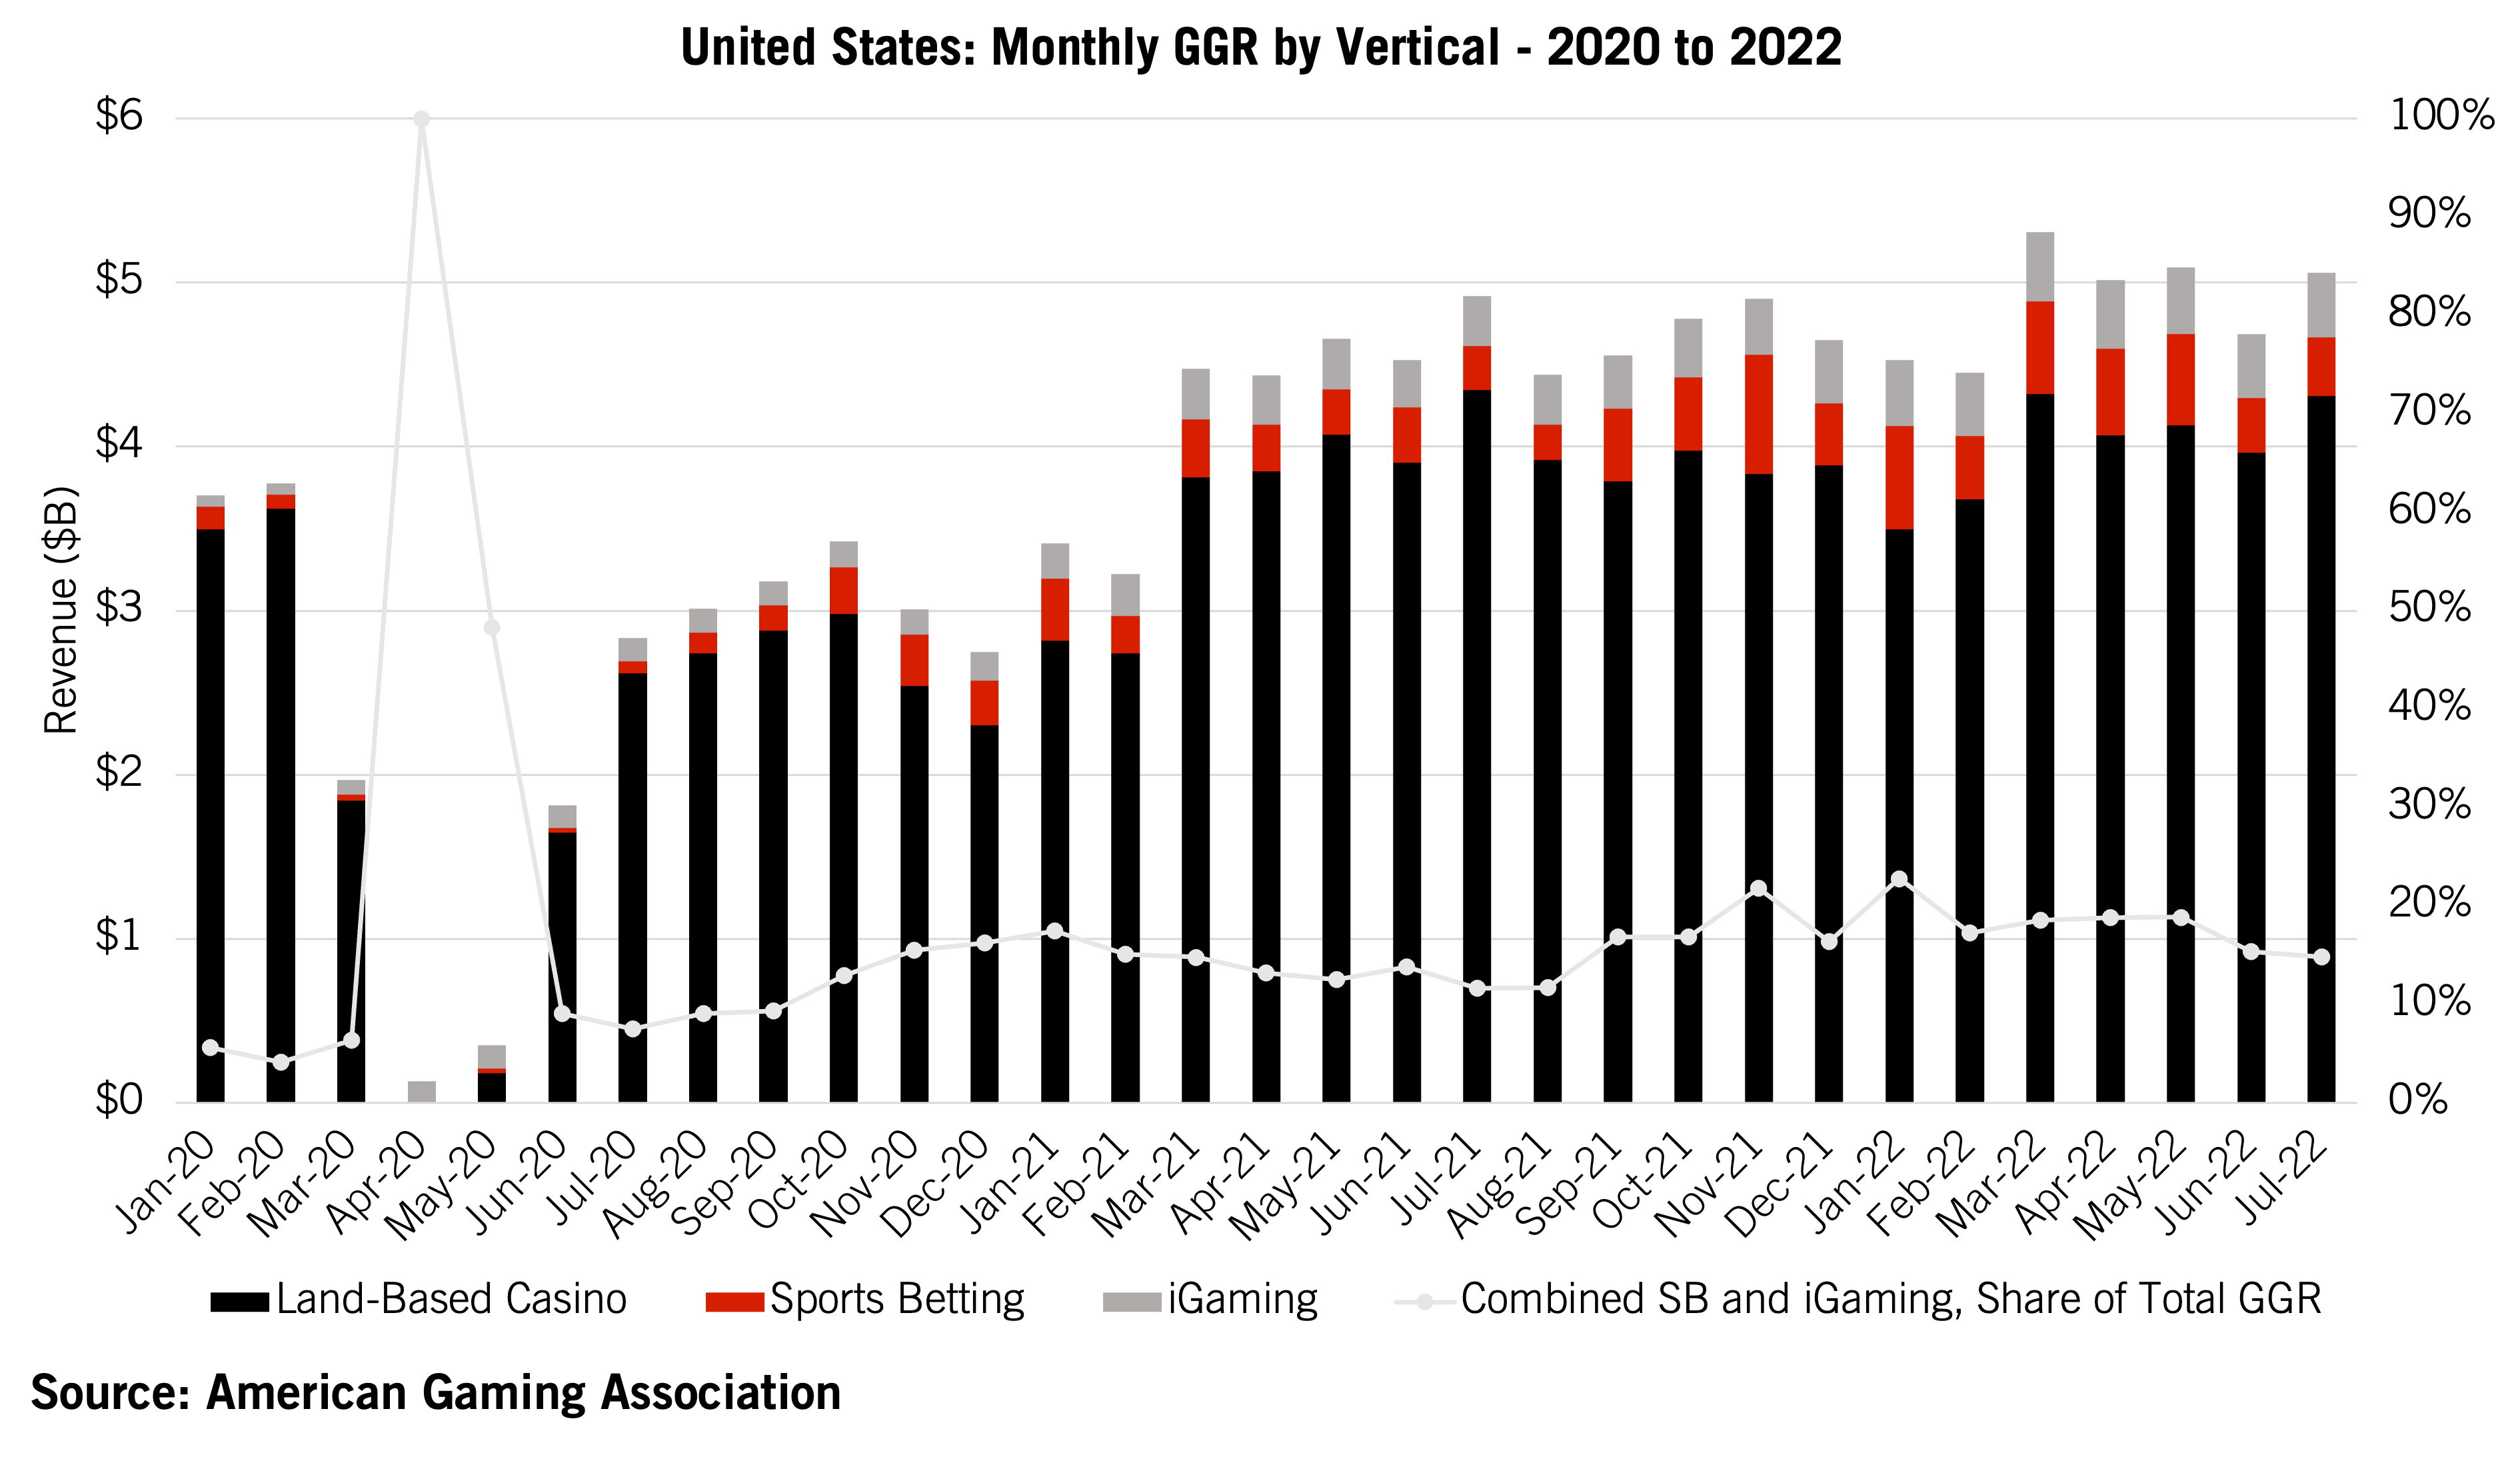 United States: Monthly GGR by Vertical - 2020 to 2022
Revenue ($B)
$6
$5
$4
$3
$2
$1
$0
100%
90%
80%
70%
60%
50%
40%
30%
20%
10%
0%
Jan-20
Feb-20
Mar-20
Apr-20
May-20
Jun-20
Jul-20
Aug-20
Sep-20
Oct-20
Nov-20
Dec-20
Jan-21
Feb-21
Mar-21
Apr-21
May-21
Jun-21
Jul-21
Aug-21
Sep-21
Oct-21
Nov-21
Dec-21
Jan-22
Feb-22
Mar-22
Apr-22
May-22
Jun-22
Jul-22
Land-Based Casino
Sports Betting
iGaming
Combined SB and iGaming, Share of Total GGR
Source: American Gaming Association